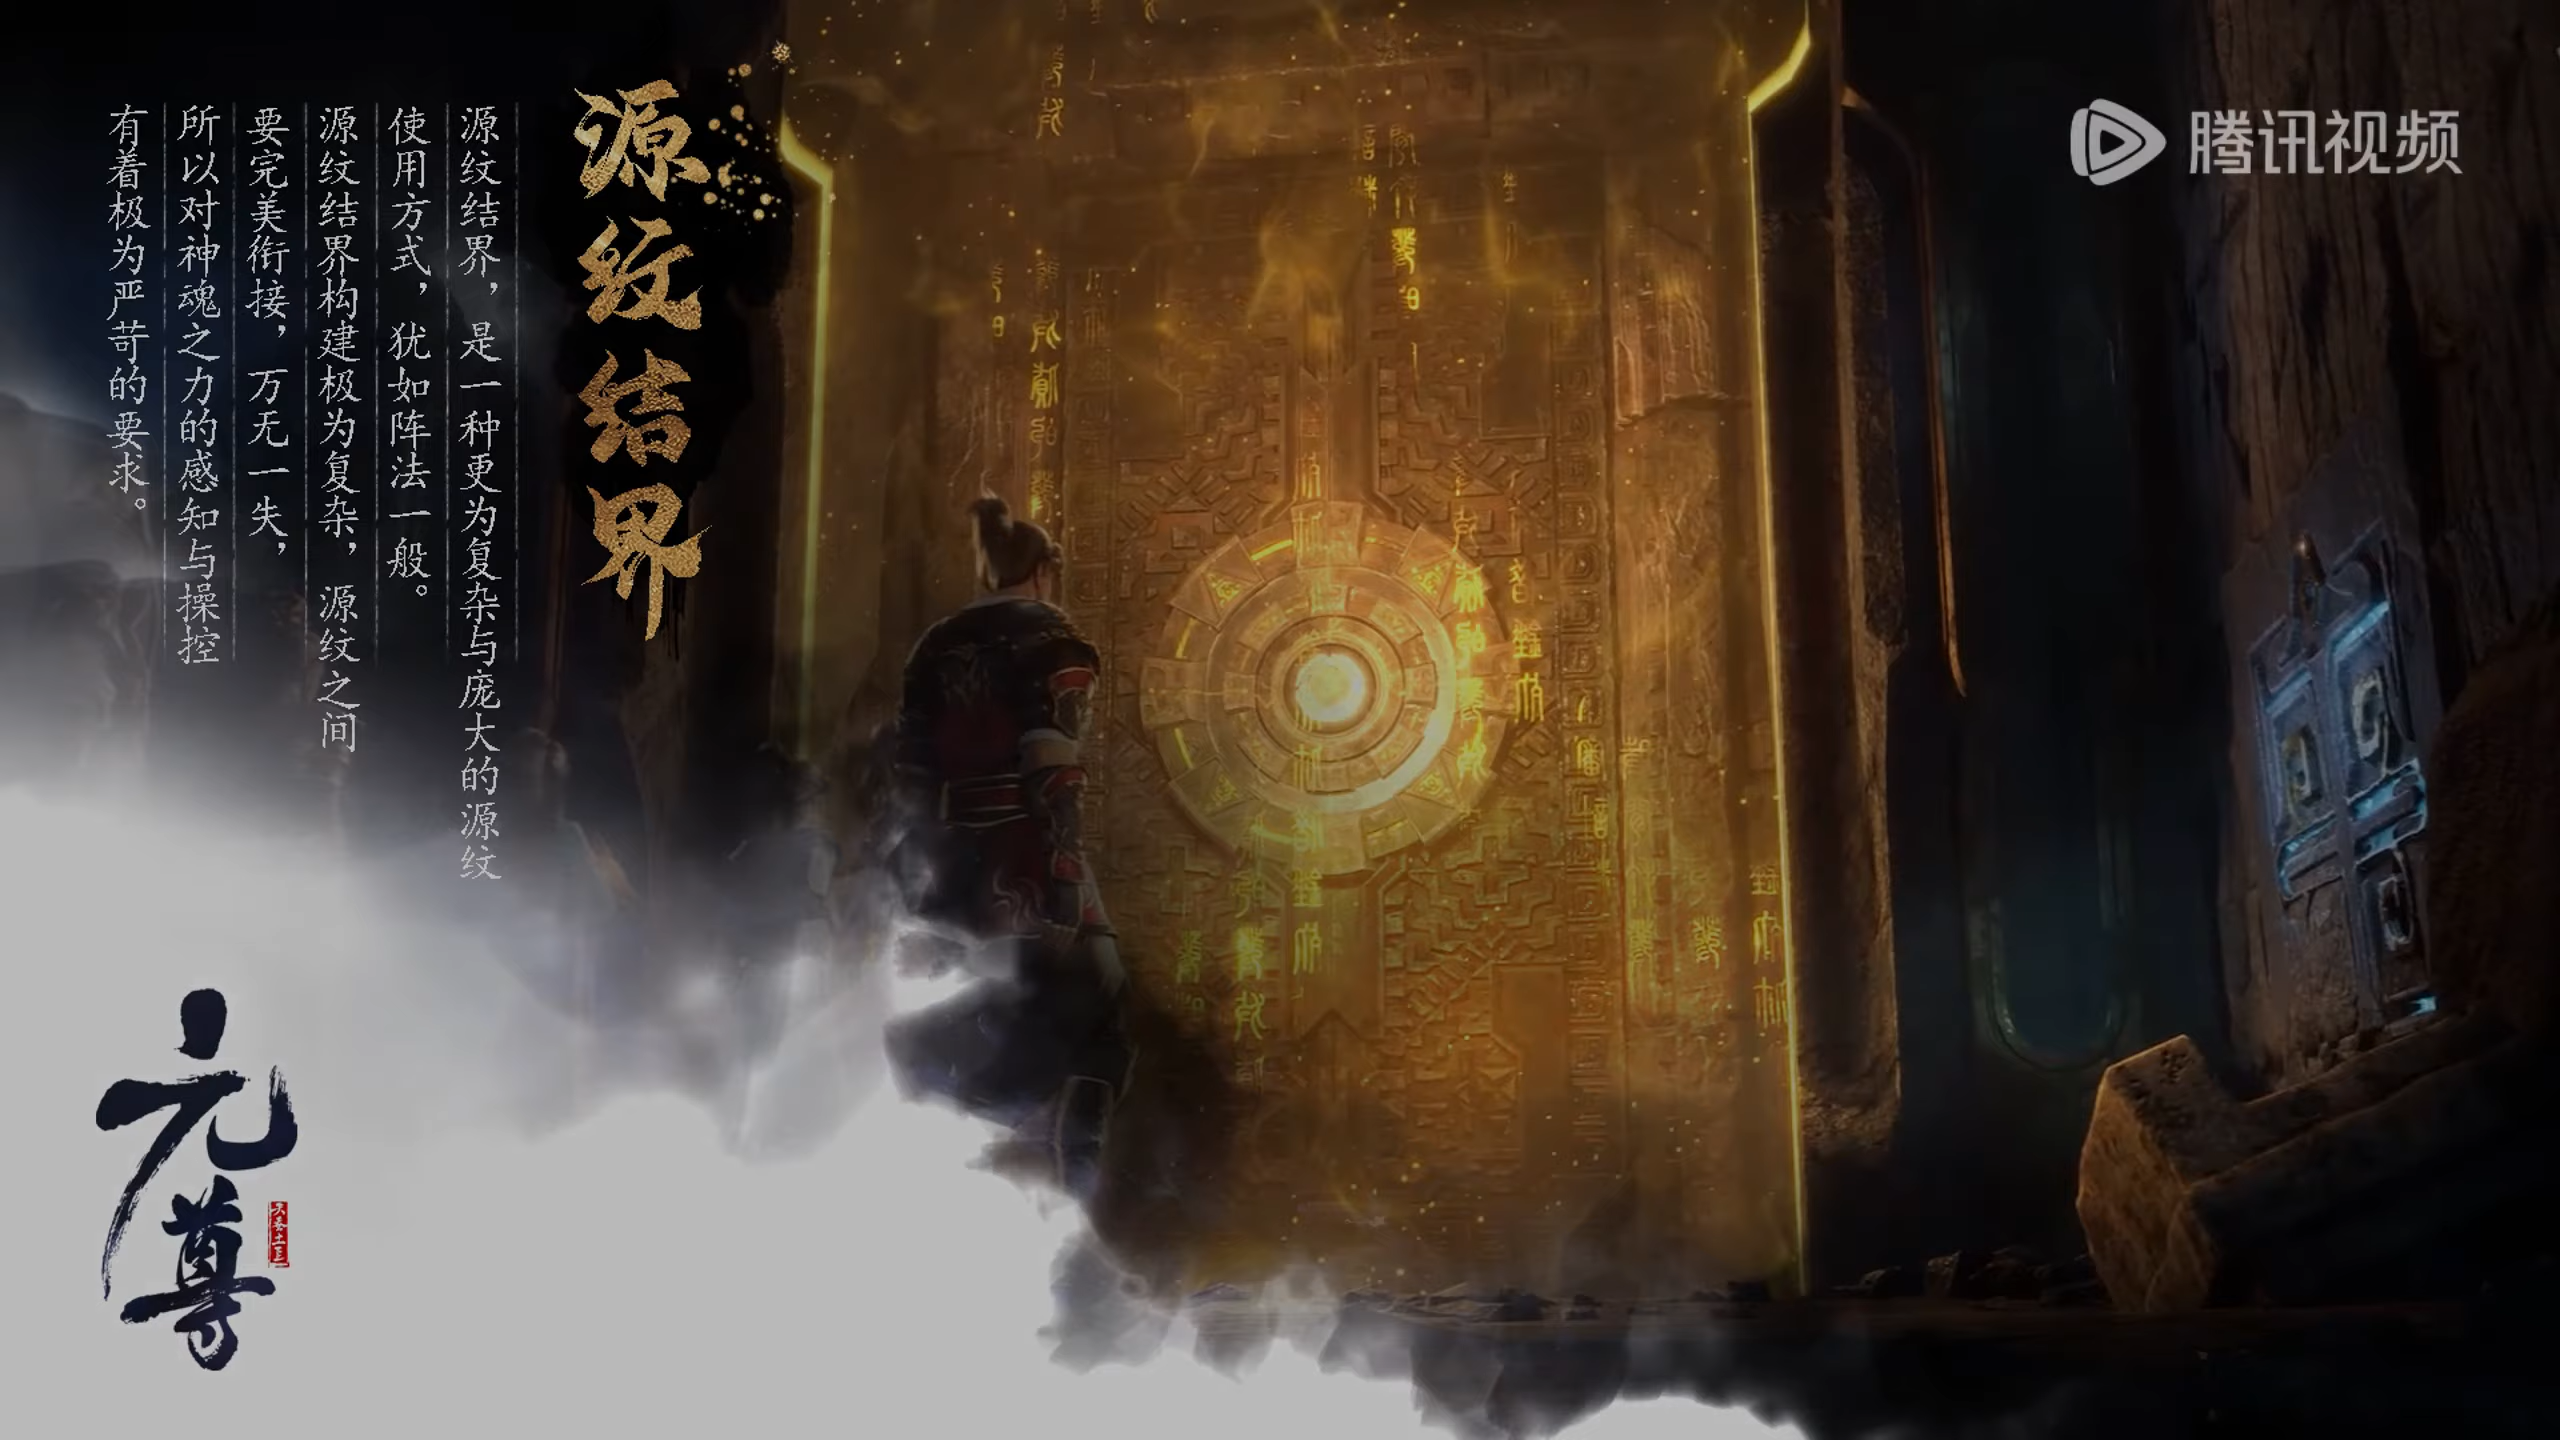 源纹结界
源纹结界，是一种更为复杂与庞大的源纹
使用方式，犹如阵法一般。
源纹结界构建极为复杂，源纹之间
要完美衔接，万无一失，
所以对神魂之力的感知与操控
有着极为严苛的要求。
腾讯视频
元尊
天蚕土豆